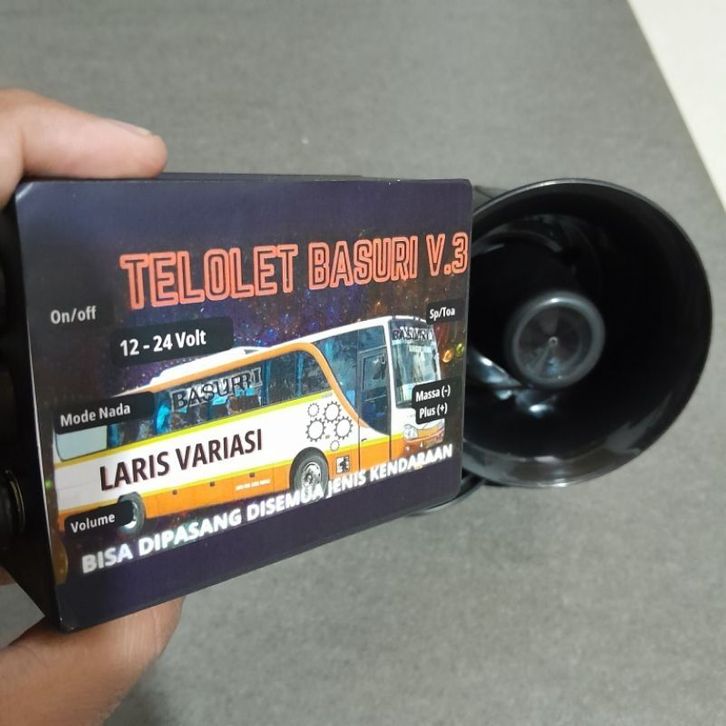 TELOLET BASURI V.3
On/off
Sp/Toa
12 - 24 Volt
BASURI
BASURI
Mode Nada
Massa (-)
Plus (+)
LARIS VARIASI
Volume
BISA DIPASANG DISEMUA JENIS KENDARAAN